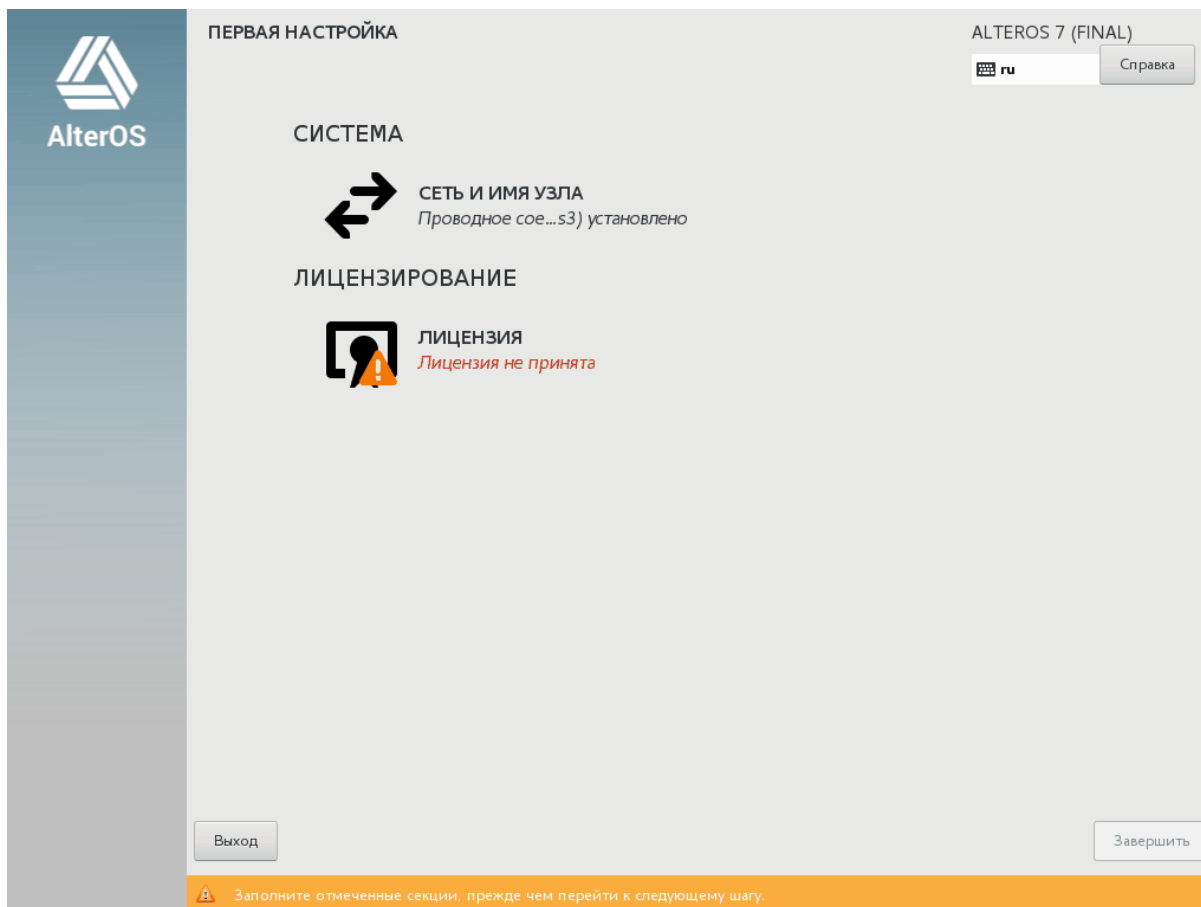 AlterOS
ПЕРВАЯ НАСТРОЙКА
ALTEROS 7 (FINAL)
ru
Справка
СИСТЕМА
СЕТЬ И ИМЯ УЗЛА
Проводное сое...s3) установлено
ЛИЦЕНЗИРОВАНИЕ
ЛИЦЕНЗИЯ
Лицензия не принята
Выход
Завершить
Заполните отмеченные секции, прежде чем перейти к следующему шагу.